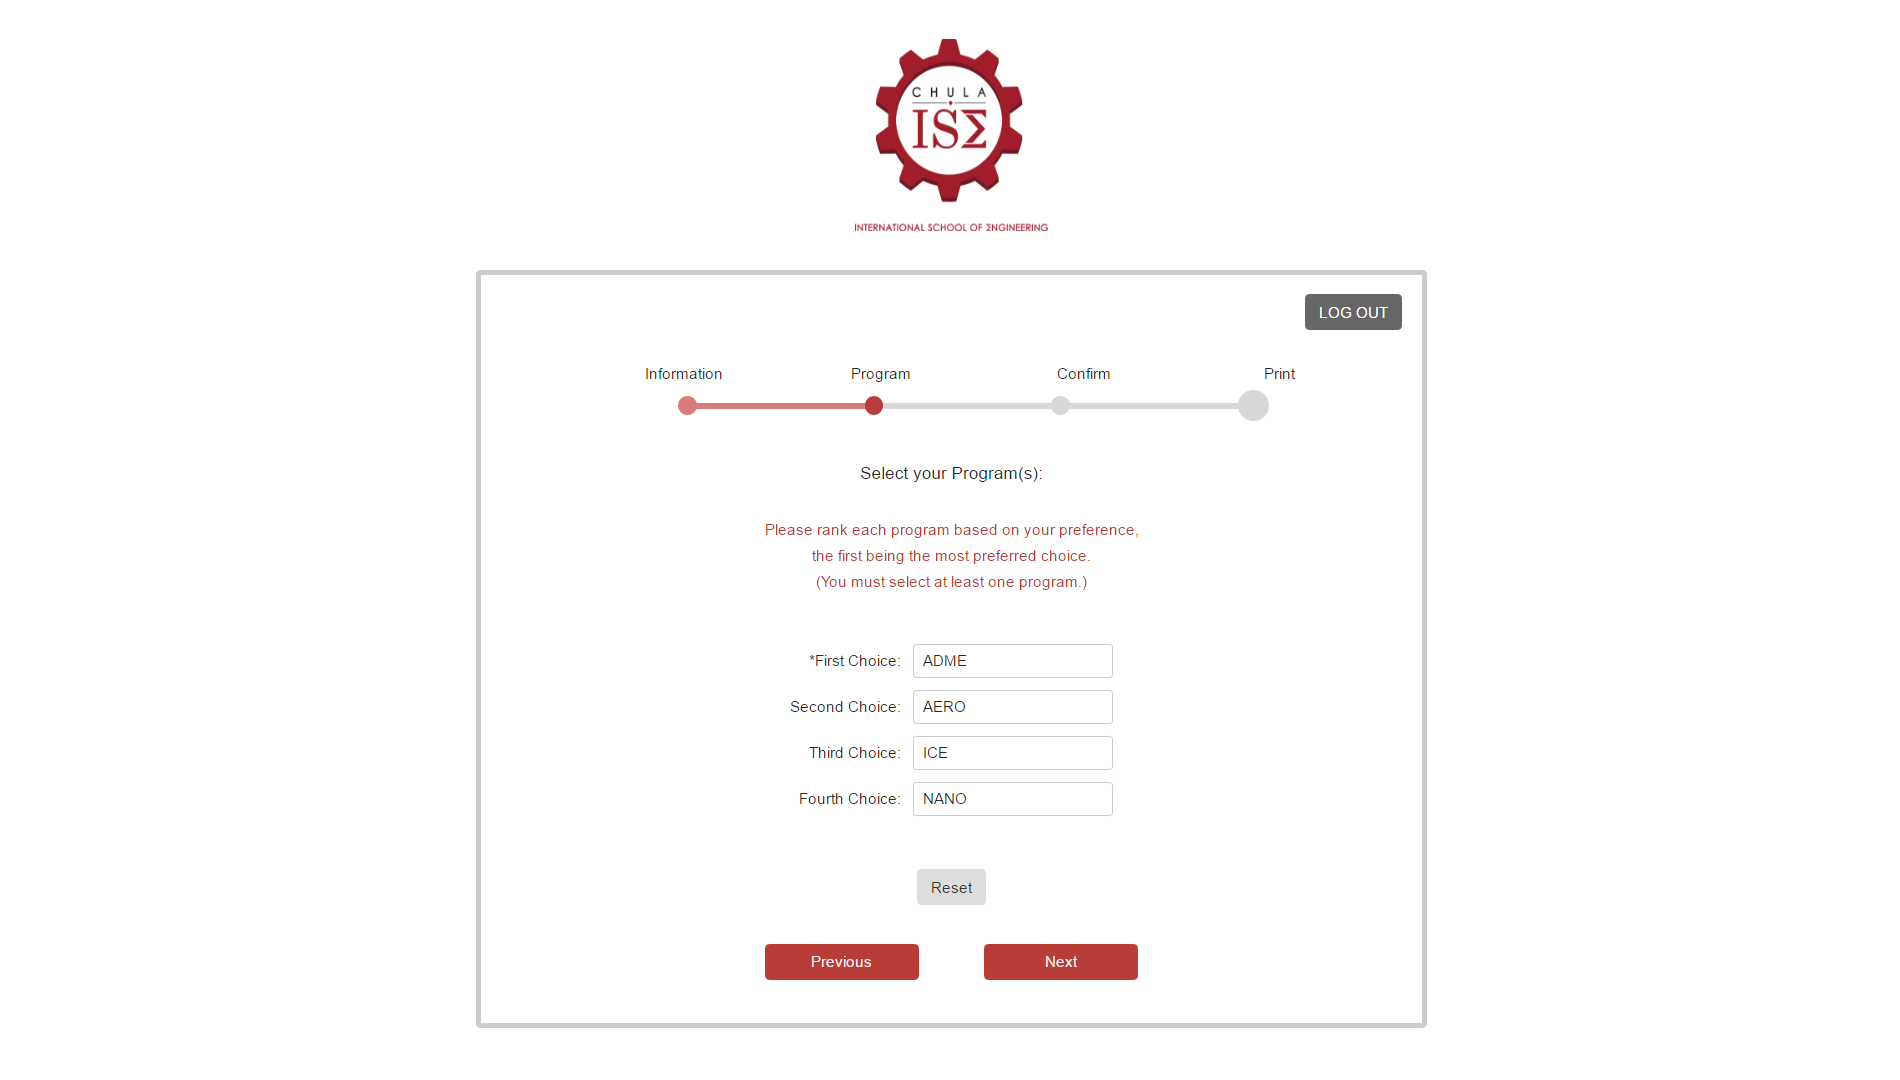 CHULA
ISΣ
INTERNATIONAL SCHOOL OF ΣNGINEERING
LOG OUT
Information Program Confirm Print
Select your Program(s):
Please rank each program based on your preference,
the first being the most preferred choice.
(You must select at least one program.)
*First Choice: ADME
Second Choice: AERO
Third Choice: ICE
Fourth Choice: NANO
Reset
Previous Next